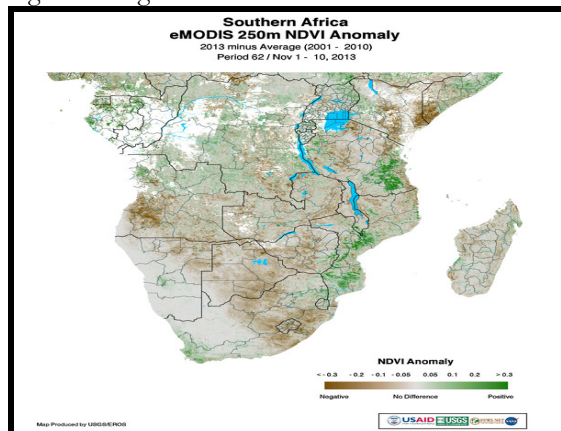 Southern Africa
eMODIS 250m NDVI Anomaly
2013 minus Average (2001 - 2010)
Period 62 / Nov 1 - 10, 2013
NDVI Anomaly
< -0.3 -0.2 -0.1 -0.05 0.05 0.1 0.2 > 0.3
Negative No Difference Positive
Map Produced by USGS/EROS
USAID USGS